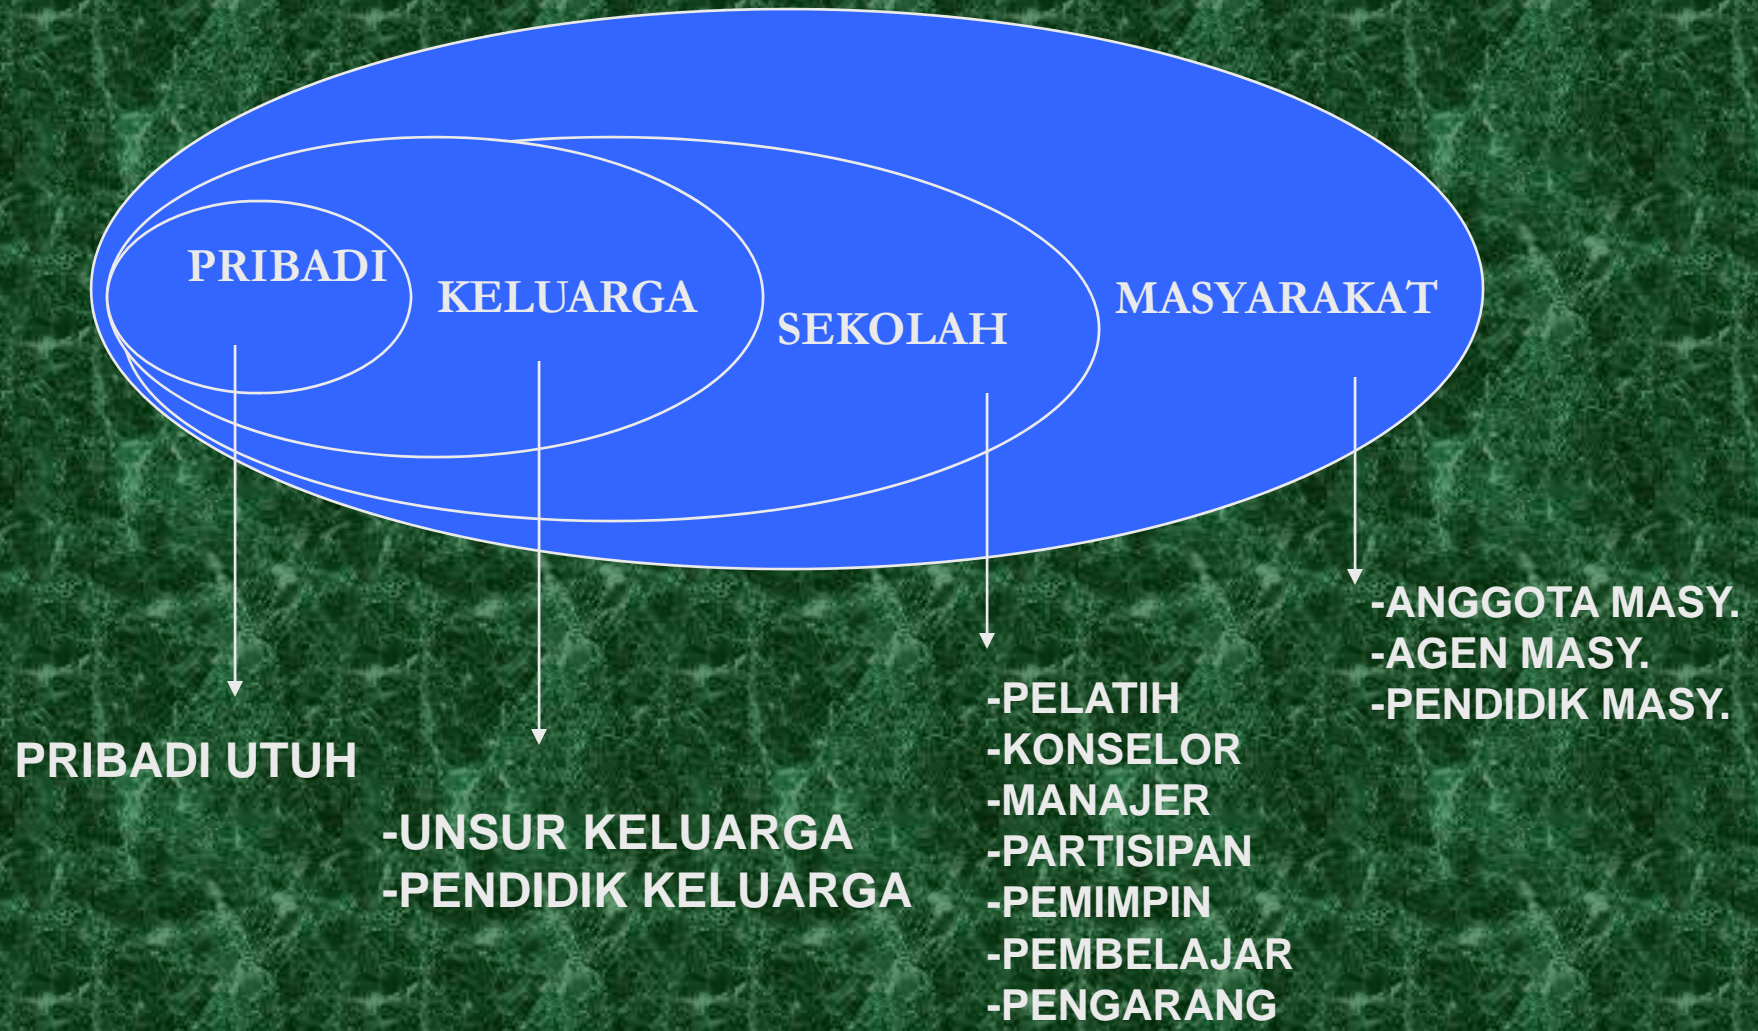 PRIBADI
KELUARGA
SEKOLAH
MASYARAKAT
PRIBADI UTUH
-UNSUR KELUARGA
-PENDIDIK KELUARGA
-PELATIH
-KONSELOR
-MANAJER
-PARTISIPAN
-PEMIMPIN
-PEMBELAJAR
-PENGARANG
-ANGGOTA MASY.
-AGEN MASY.
-PENDIDIK MASY.